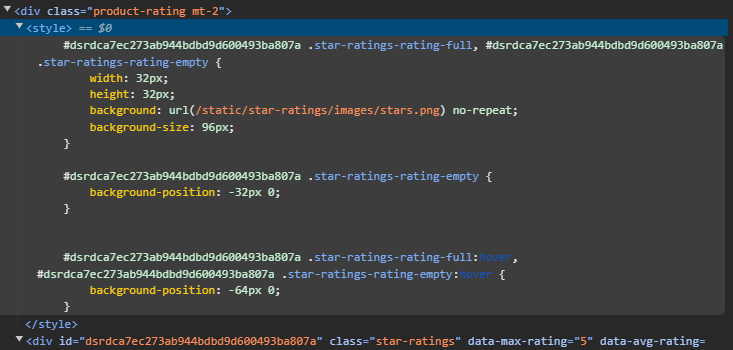 <div class="product-rating mt-2">
<style> == $0
#dsrdca7ec273ab944bdbd9d600493ba807a .star-ratings-rating-full, #dsrdca7ec273ab944bdbd9d600493ba807a
.star-ratings-rating-empty {
width: 32px;
height: 32px;
background: url(/static/star-ratings/images/stars.png) no-repeat;
background-size: 96px;
}
#dsrdca7ec273ab944bdbd9d600493ba807a .star-ratings-rating-empty {
background-position: -32px 0;
}
#dsrdca7ec273ab944bdbd9d600493ba807a .star-ratings-rating-full:hover,
#dsrdca7ec273ab944bdbd9d600493ba807a .star-ratings-rating-empty:hover {
background-position: -64px 0;
}
</style>
<div id="dsrdca7ec273ab944bdbd9d600493ba807a" class="star-ratings" data-max-rating="5" data-avg-rating=